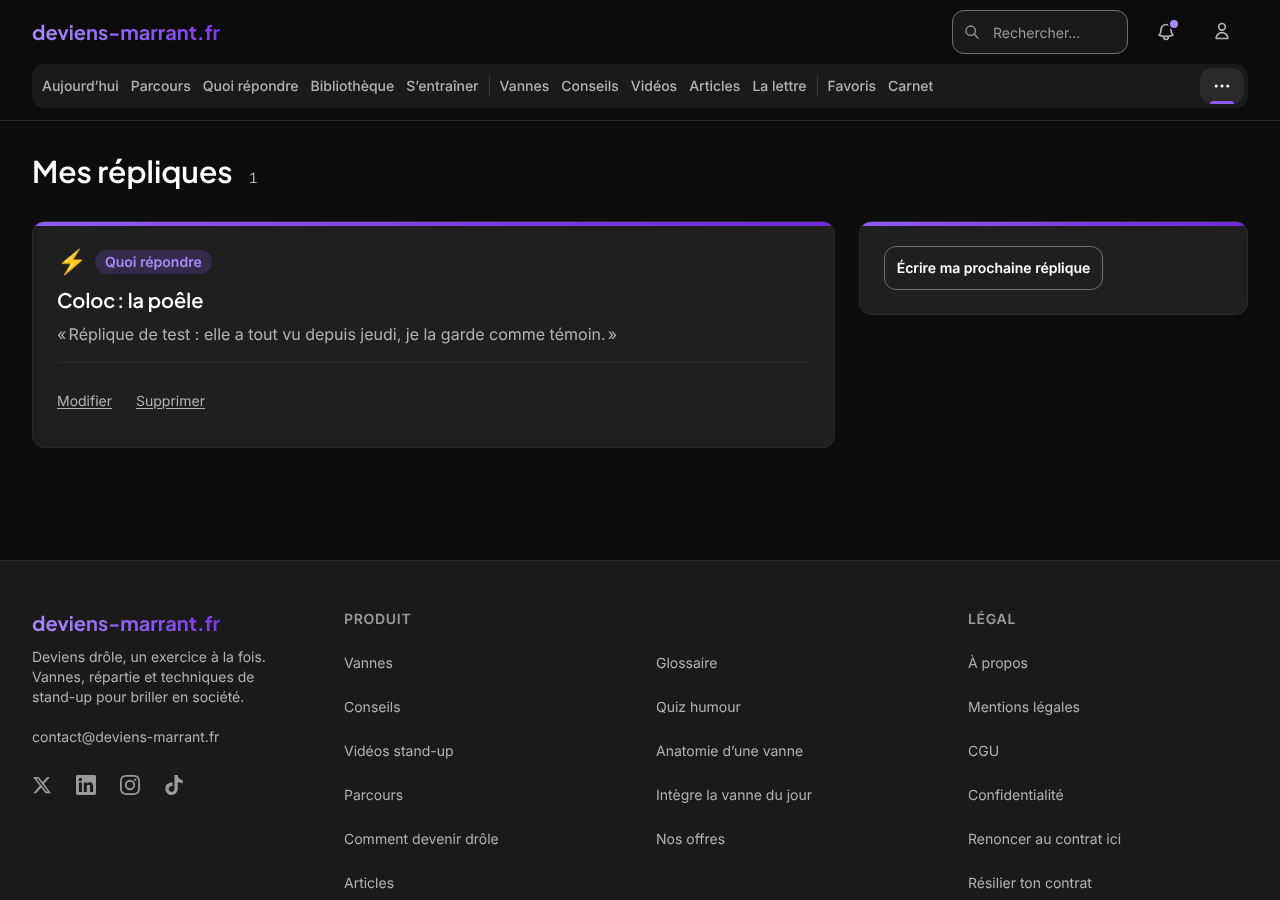 deviens-marrant.fr
Rechercher...
Aujourd’hui Parcours Quoi répondre Bibliothèque S’entraîner Vannes Conseils Vidéos Articles La lettre Favoris Carnet
Mes répliques 1
Quoi répondre
Coloc : la poêle
« Réplique de test : elle a tout vu depuis jeudi, je la garde comme témoin. »
Modifier Supprimer
Écrire ma prochaine réplique
deviens-marrant.fr
Deviens drôle, un exercice à la fois.
Vannes, répartie et techniques de
stand-up pour briller en société.
contact@deviens-marrant.fr
PRODUIT
Vannes
Conseils
Vidéos stand-up
Parcours
Comment devenir drôle
Articles
Glossaire
Quiz humour
Anatomie d’une vanne
Intègre la vanne du jour
Nos offres
LÉGAL
À propos
Mentions légales
CGU
Confidentialité
Renoncer au contrat ici
Résilier ton contrat